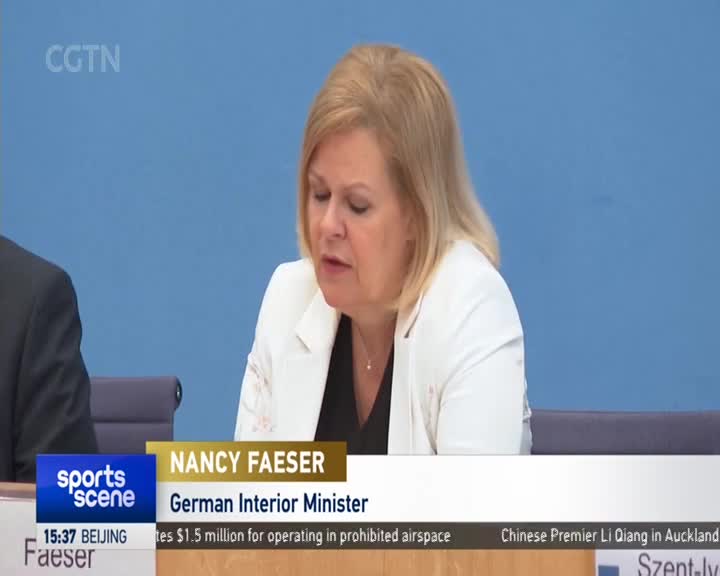 CGTN
NANCY FAESER
sports
scene
German Interior Minister
15:37 BEIJING
tes $1.5 million for operating in prohibited airspace
Chinese Premier Li Qiang in Auckland
Faeser
Szent-Iv